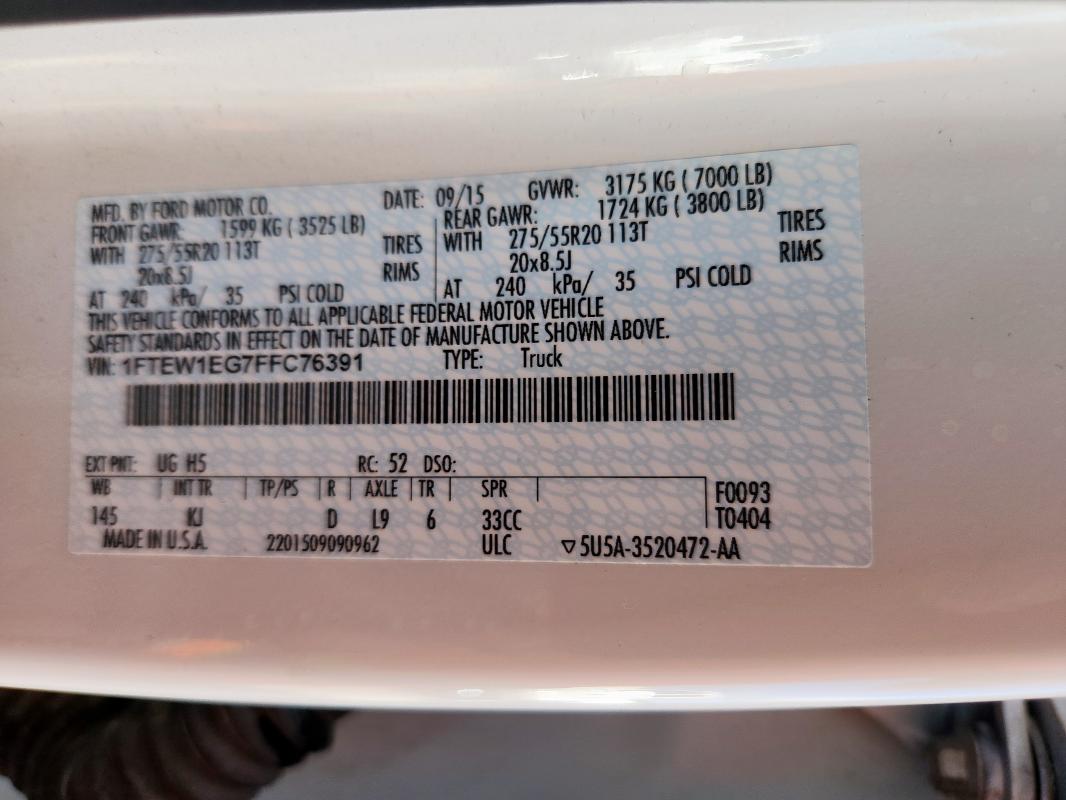 MFD. BY FORD MOTOR CO. DATE: 09/15 GVWR: 3175 KG ( 7000 LB)
FRONT GAWR: 1599 KG ( 3525 LB) REAR GAWR: 1724 KG ( 3800 LB)
WITH 275/55R20 113T TIRES WITH 275/55R20 113T TIRES
20x8.5J RIMS 20x8.5J RIMS
AT 240 kPa/ 35 PSI COLD AT 240 kPa/ 35 PSI COLD
THIS VEHICLE CONFORMS TO ALL APPLICABLE FEDERAL MOTOR VEHICLE
SAFETY STANDARDS IN EFFECT ON THE DATE OF MANUFACTURE SHOWN ABOVE.
VIN: 1FTEW1EG7FFC76391 TYPE: Truck
EXT PNT: UG H5 RC: 52 DSO:
WB INT TR TP/PS R AXLE TR SPR F0093
145 KJ D L9 6 33CC T0404
MADE IN U.S.A. 2201509090962 ULC ▽5U5A-3520472-AA